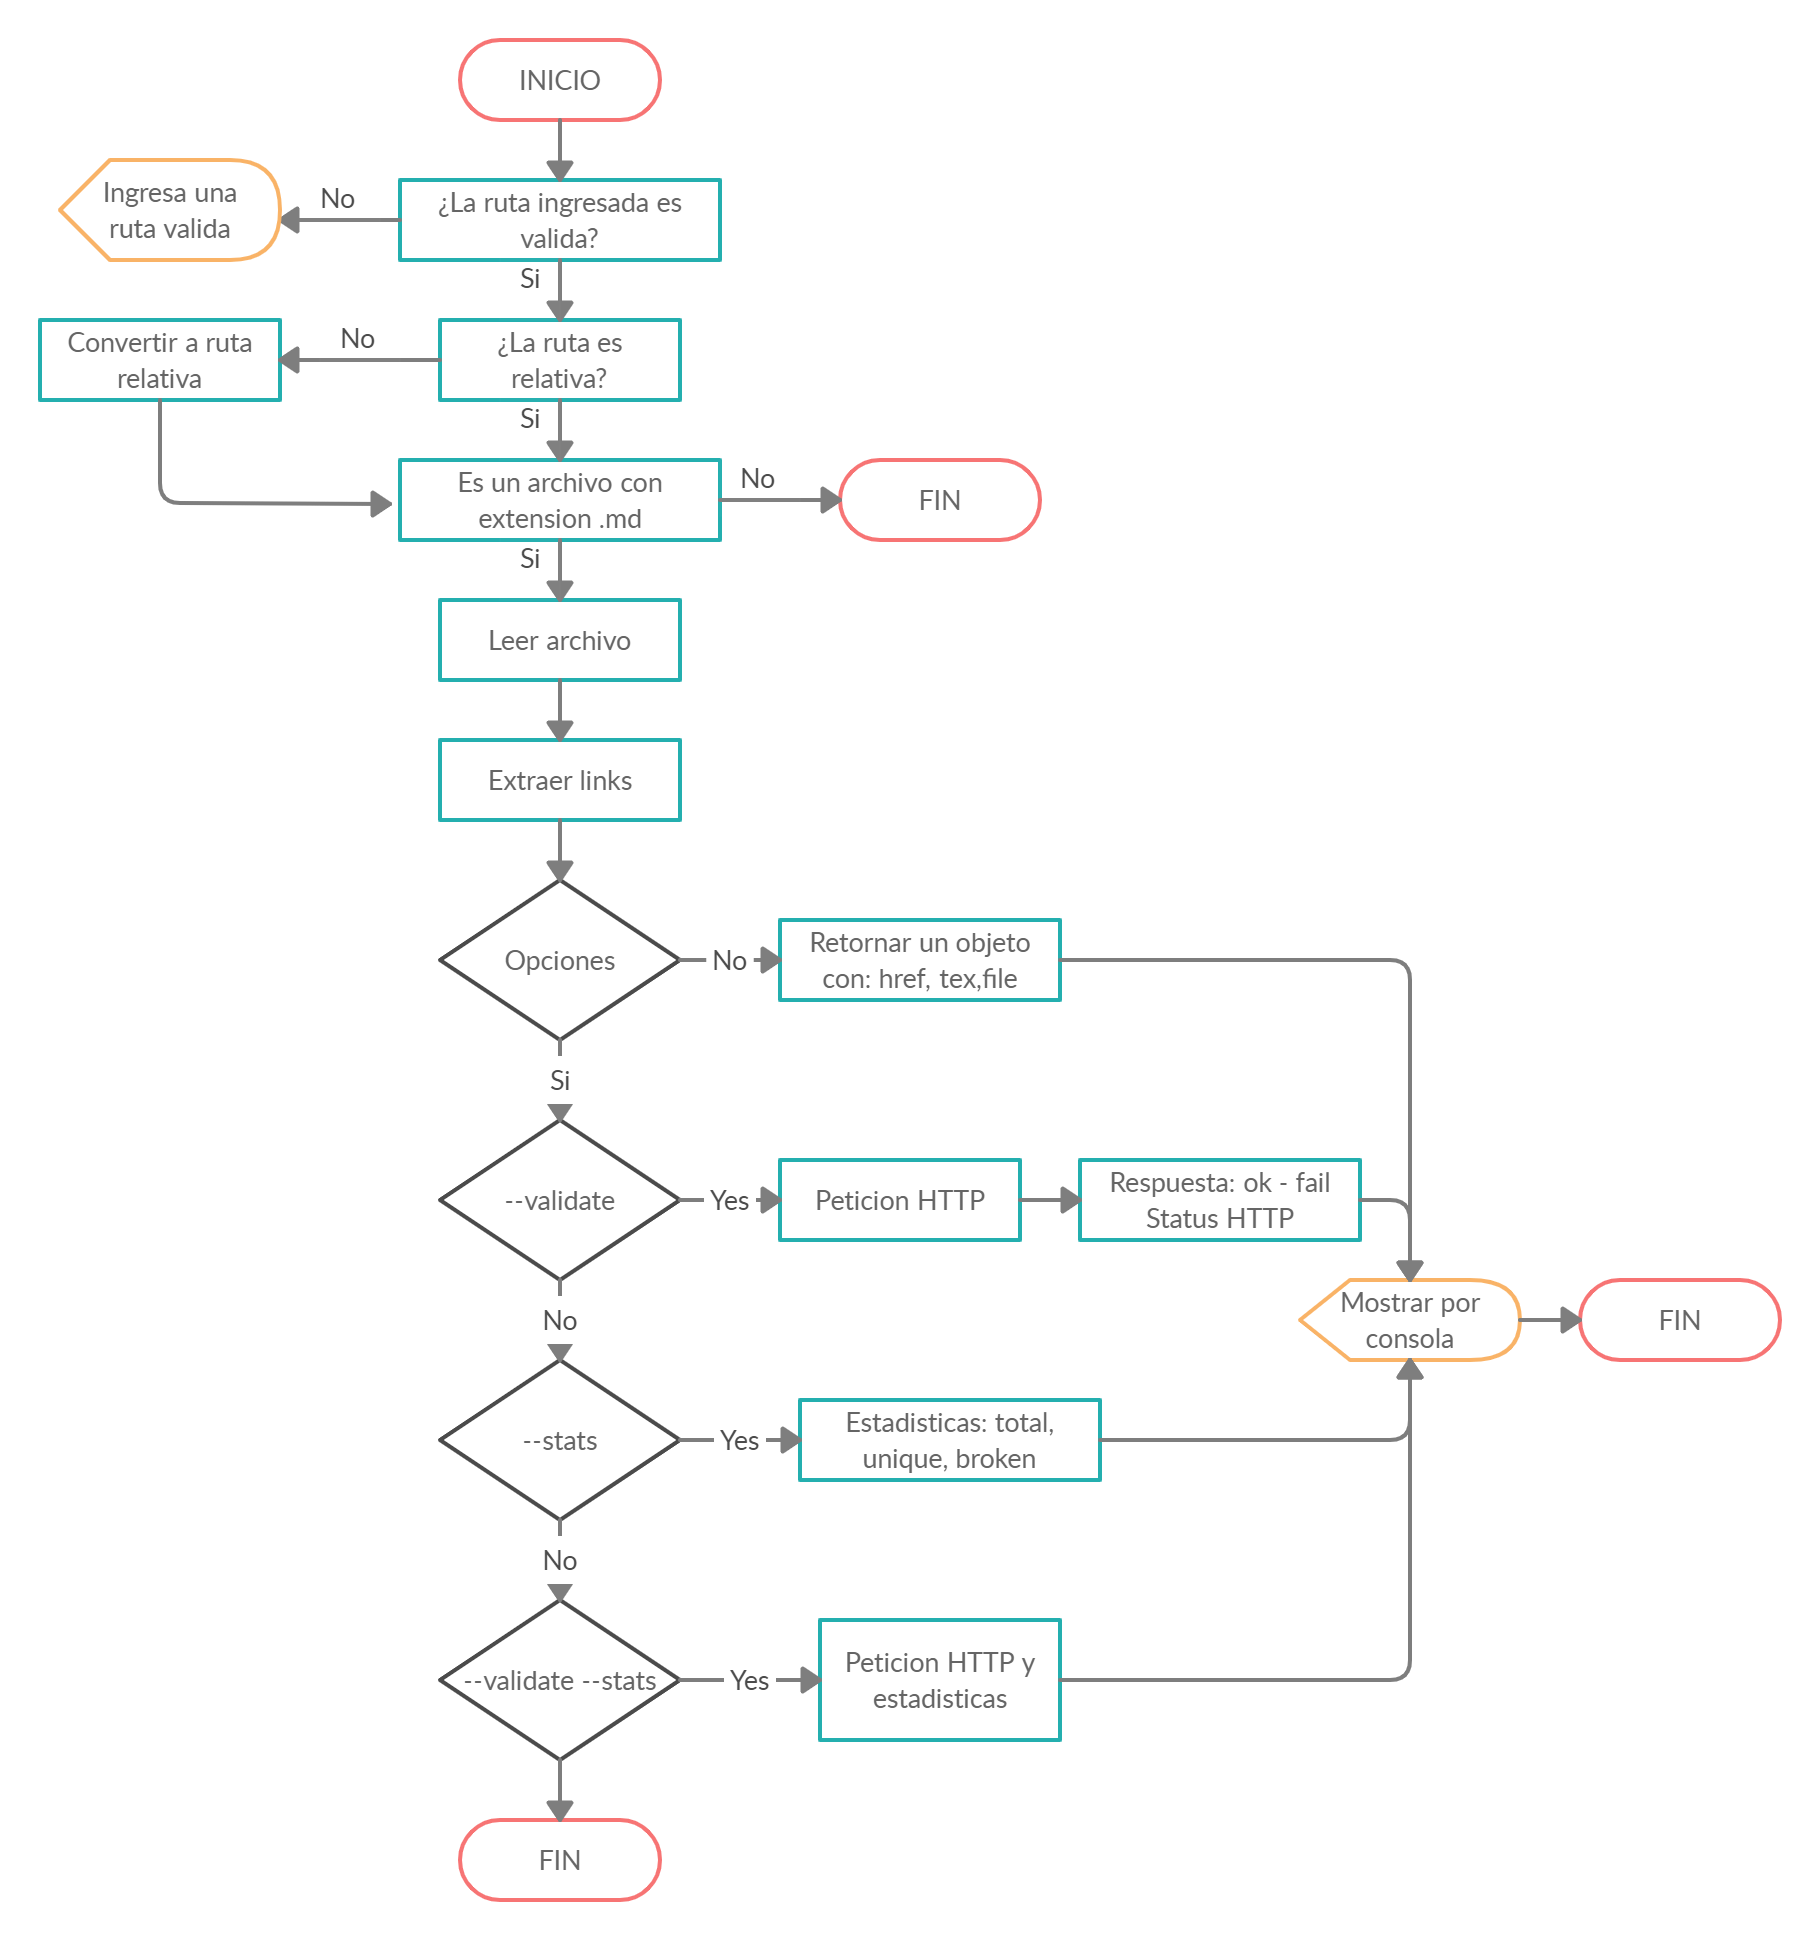 INICIO
Ingresa una
ruta valida
No
¿La ruta ingresada es
valida?
Si
Convertir a ruta
relativa
No
¿La ruta es
relativa?
Si
Es un archivo con
extension .md
No
FIN
Si
Leer archivo
Extraer links
Opciones
No
Retornar un objeto
con: href, tex,file
Si
--validate
Yes
Peticion HTTP
Respuesta: ok - fail
Status HTTP
No
Mostrar por
consola
FIN
--stats
Yes
Estadisticas: total,
unique, broken
No
--validate --stats
Yes
Peticion HTTP y
estadisticas
FIN